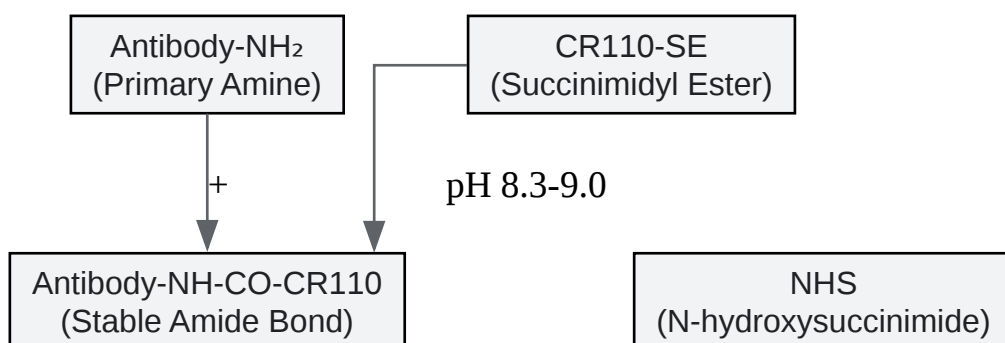 Antibody-NH₂
(Primary Amine)
CR110-SE
(Succinimidyl Ester)
+
pH 8.3-9.0
Antibody-NH-CO-CR110
(Stable Amide Bond)
NHS
(N-hydroxysuccinimide)